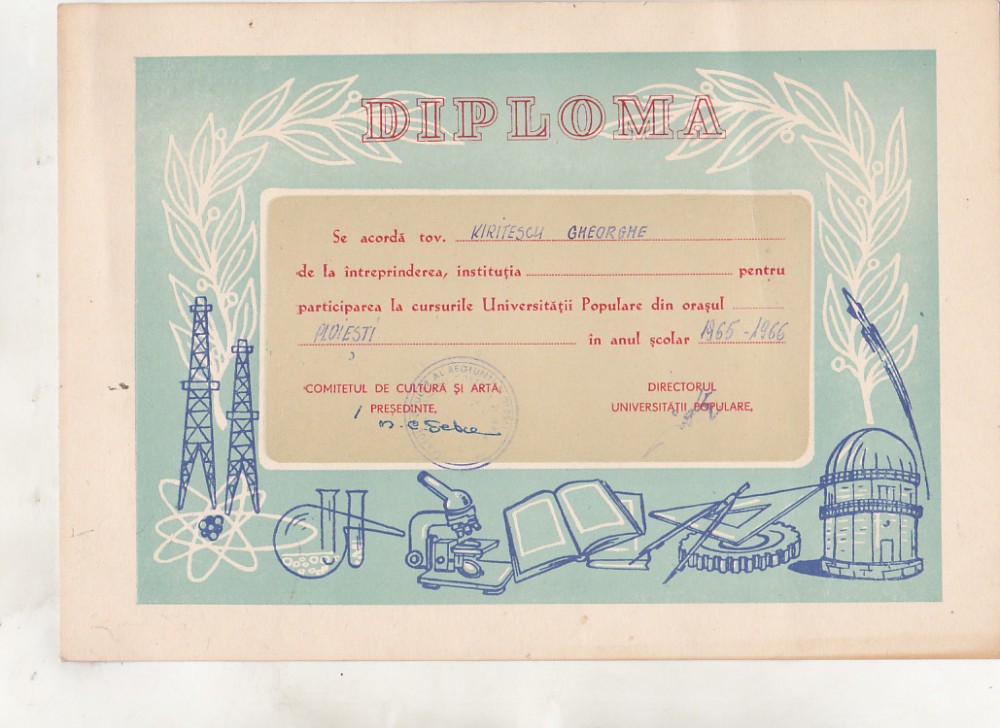 DIPLOMA
Se acordă tov. KIRIȚESCU GHEORGHE
de la întreprinderea, instituția pentru
participarea la cursurile Universității Populare din orașul
PLOIEȘTI în anul școlar 1965-1966
COMITETUL DE CULTURĂ ȘI ARTĂ, DIRECTORUL
PREȘEDINTE, UNIVERSITĂȚII POPULARE,